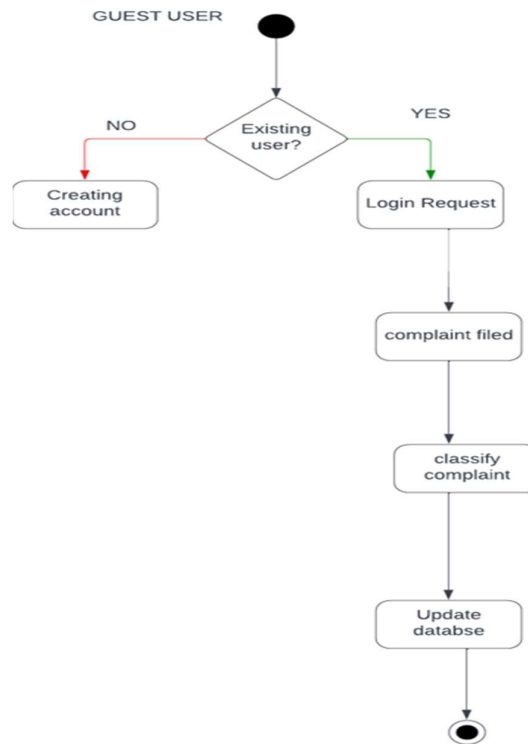 GUEST USER
Existing
user?
NO
YES
Creating
account
Login Request
complaint filed
classify
complaint
Update
databse